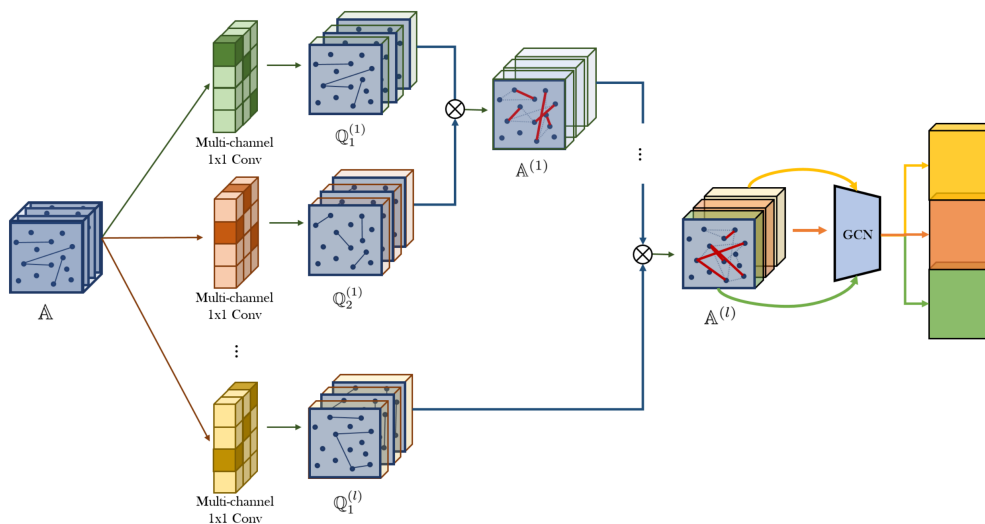 Multi-channel
1x1 Conv
ℚ₁⁽¹⁾
𝔸⁽¹⁾
...
Multi-channel
1x1 Conv
ℚ₂⁽¹⁾
𝔸
GCN
𝔸⁽ˡ⁾
...
Multi-channel
1x1 Conv
ℚ₁⁽ˡ⁾